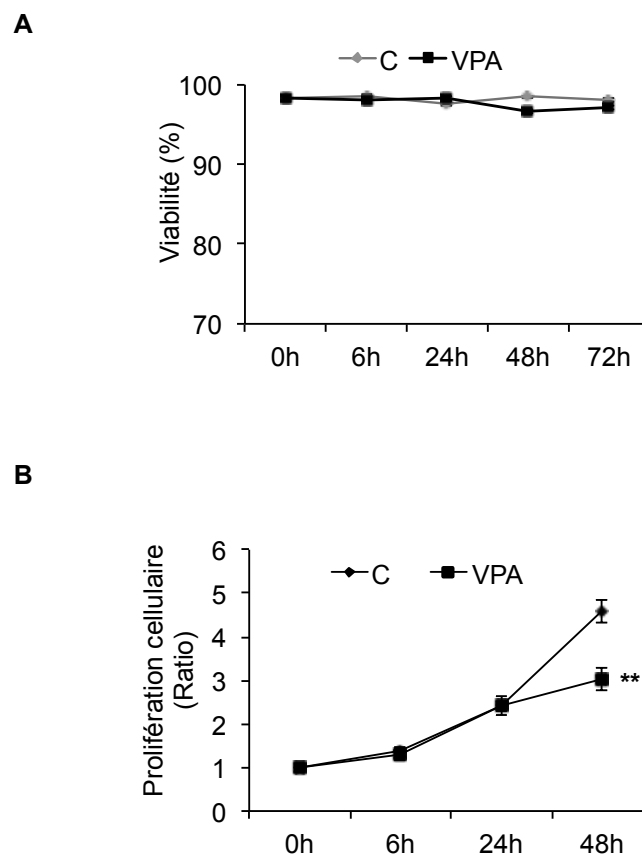 A
C VPA
Viabilité (%)
100
90
80
70
0h 6h 24h 48h 72h
B
Prolifération cellulaire
(Ratio)
C VPA
6
5
4
3
2
1
0
**
0h 6h 24h 48h